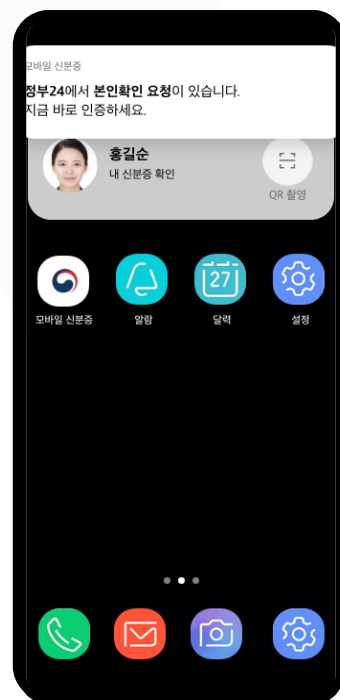 모바일 신분증
정부24에서 본인확인 요청이 있습니다.
지금 바로 인증하세요.
홍길순
내 신분증 확인
QR 촬영
27
모바일 신분증
알람
달력
설정